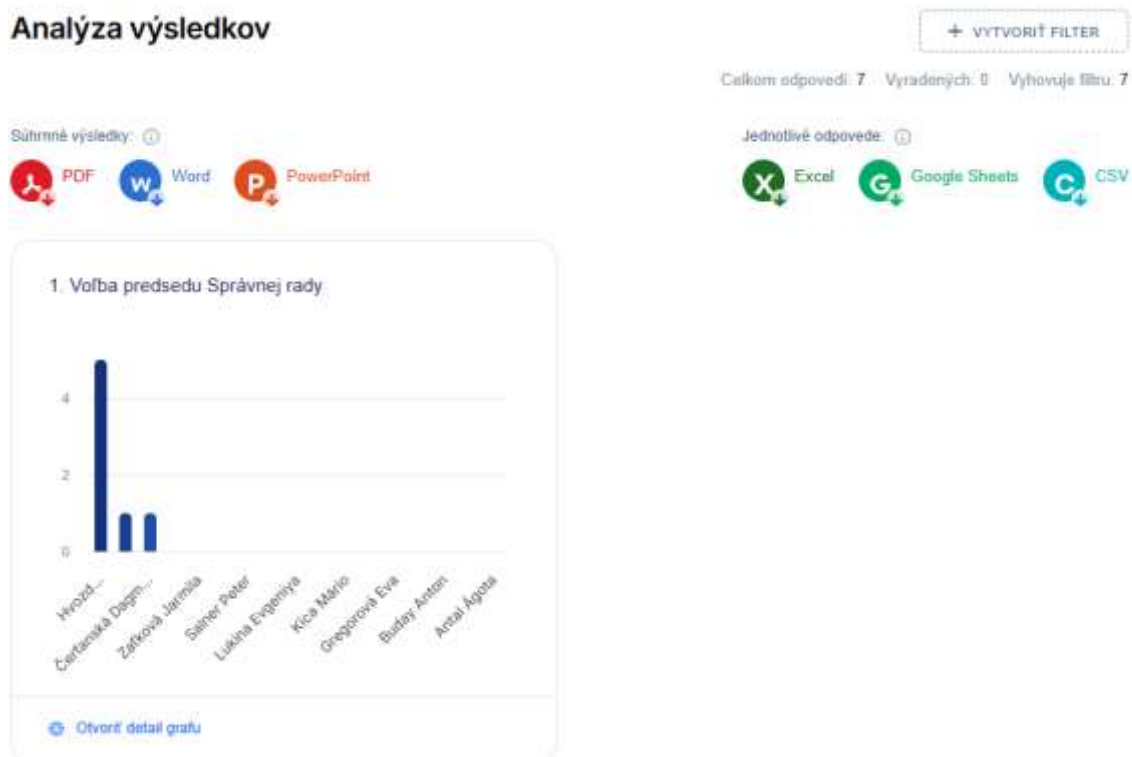 Analýza výsledkov
+ VYTVORIŤ FILTER
Celkom odpovedí: 7 Vyradených: 0 Vyhovuje filtru: 7
Súhrnné výsledky:
Jednotlivé odpovede:
PDF Word PowerPoint
Excel Google Sheets CSV
1. Voľba predsedu Správnej rady
4
2
0
Hvozd...
Čerťanská Dagm...
Zaťková Jarmila
Salner Peter
Lukina Evgeniya
Kica Mário
Gregorová Eva
Buday Anton
Antal Ágota
Otvoriť detail grafu